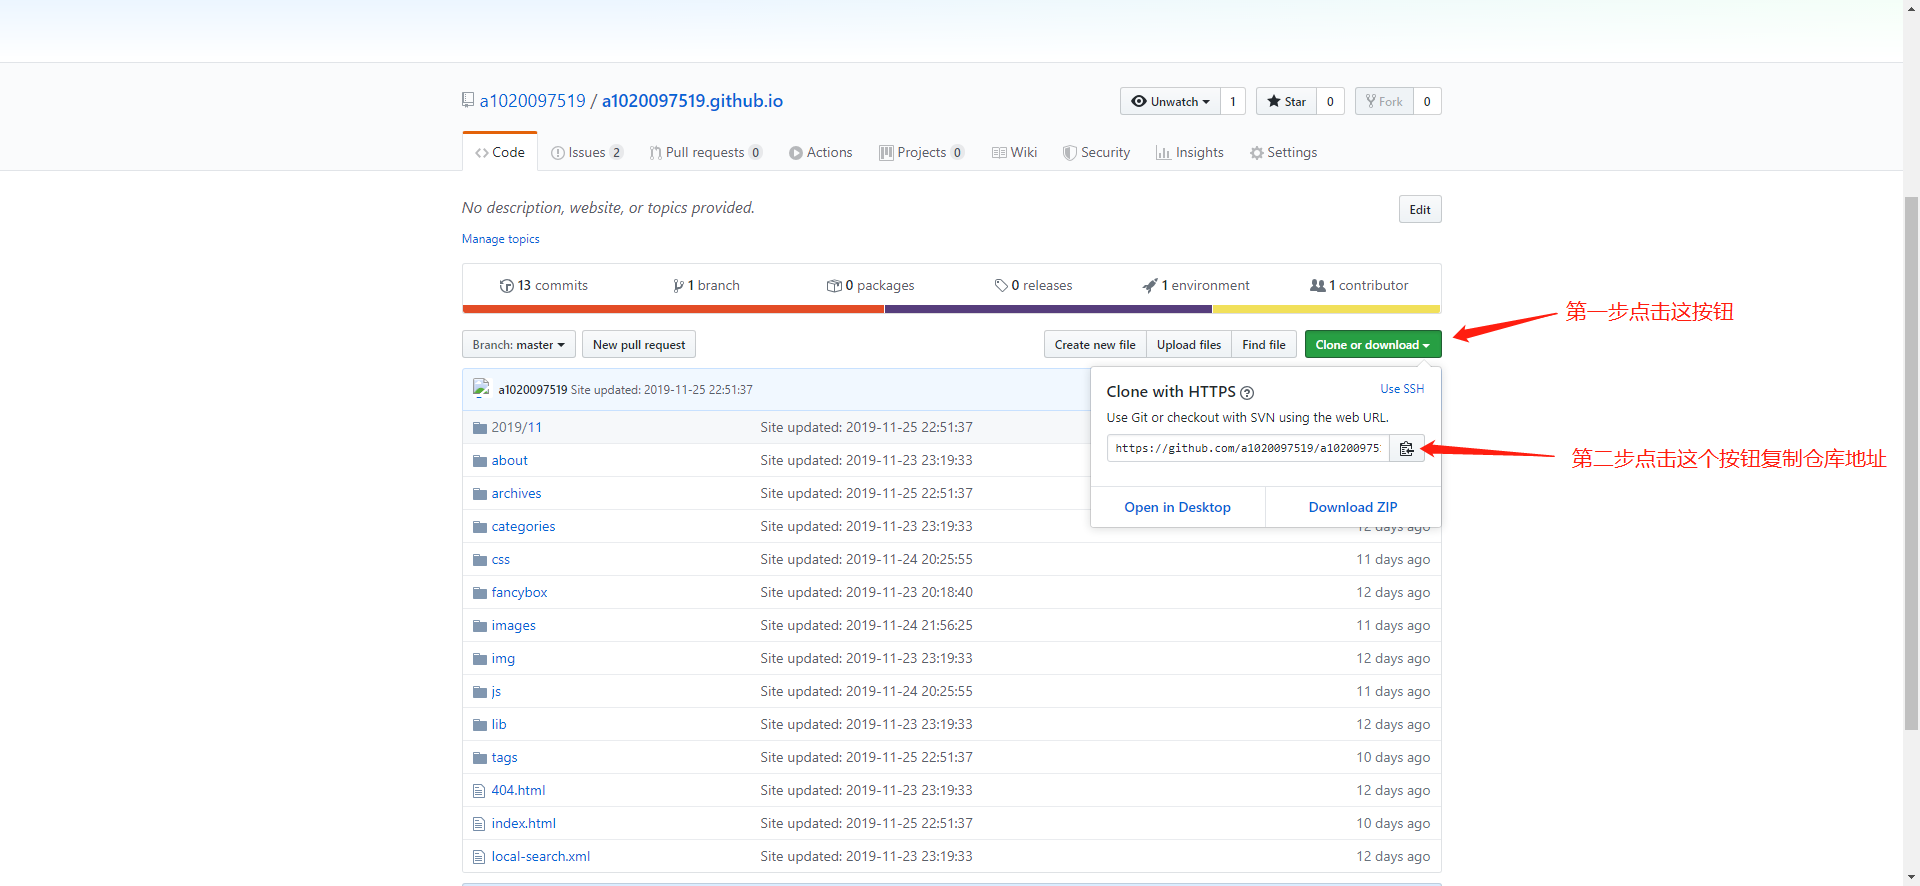 a1020097519 / a1020097519.github.io
Unwatch 1 Star 0 Fork 0
Code Issues 2 Pull requests 0 Actions Projects 0 Wiki Security Insights Settings
No description, website, or topics provided.
Edit
Manage topics
13 commits 1 branch 0 packages 0 releases 1 environment 1 contributor
第一步点击这按钮
Branch: master New pull request Create new file Upload files Find file Clone or download
a1020097519 Site updated: 2019-11-25 22:51:37
Clone with HTTPS Use SSH
Use Git or checkout with SVN using the web URL.
https://github.com/a1020097519/a10200975
第二步点击这个按钮复制仓库地址
Open in Desktop Download ZIP
2019/11 Site updated: 2019-11-25 22:51:37
about Site updated: 2019-11-23 23:19:33
archives Site updated: 2019-11-25 22:51:37
categories Site updated: 2019-11-23 23:19:33 12 days ago
css Site updated: 2019-11-24 20:25:55 11 days ago
fancybox Site updated: 2019-11-23 20:18:40 12 days ago
images Site updated: 2019-11-24 21:56:25 11 days ago
img Site updated: 2019-11-23 23:19:33 12 days ago
js Site updated: 2019-11-24 20:25:55 11 days ago
lib Site updated: 2019-11-23 23:19:33 12 days ago
tags Site updated: 2019-11-25 22:51:37 10 days ago
404.html Site updated: 2019-11-23 23:19:33 12 days ago
index.html Site updated: 2019-11-25 22:51:37 10 days ago
local-search.xml Site updated: 2019-11-23 23:19:33 12 days ago